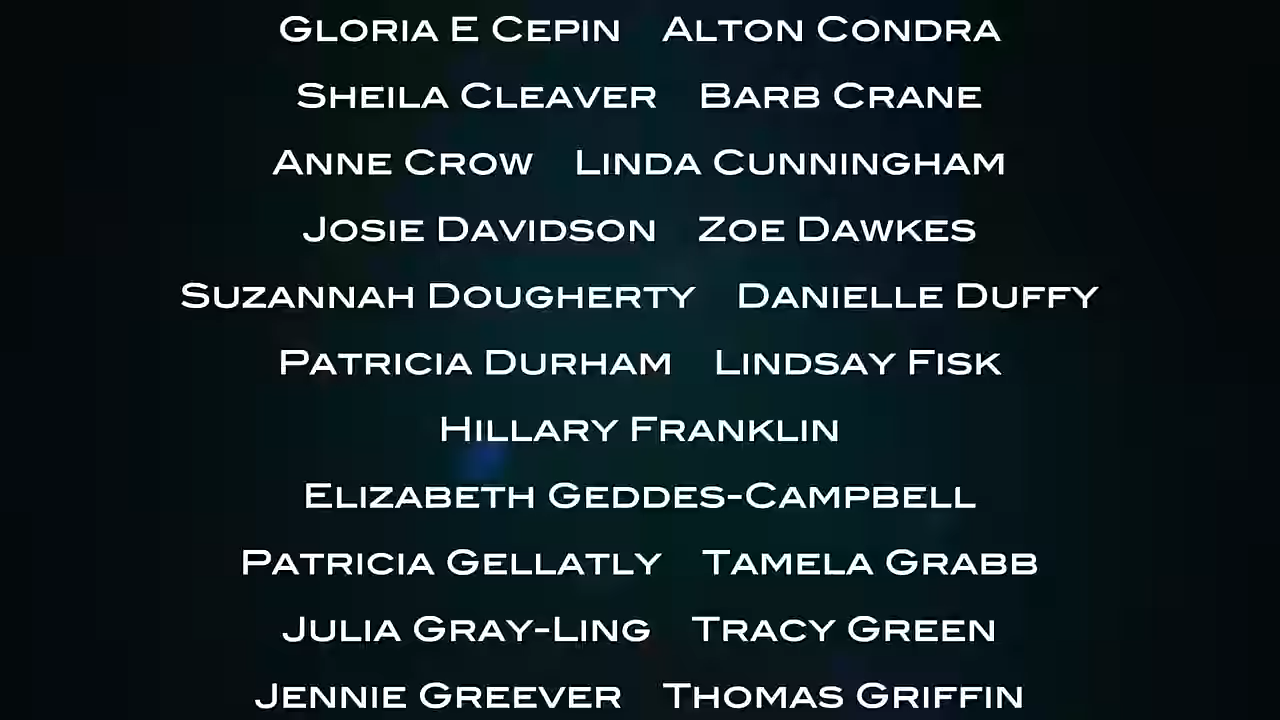 Gloria E Cepin Alton Condra
Sheila Cleaver Barb Crane
Anne Crow Linda Cunningham
Josie Davidson Zoe Dawkes
Suzannah Dougherty Danielle Duffy
Patricia Durham Lindsay Fisk
Hillary Franklin
Elizabeth Geddes-Campbell
Patricia Gellatly Tamela Grabb
Julia Gray-Ling Tracy Green
Jennie Greever Thomas Griffin